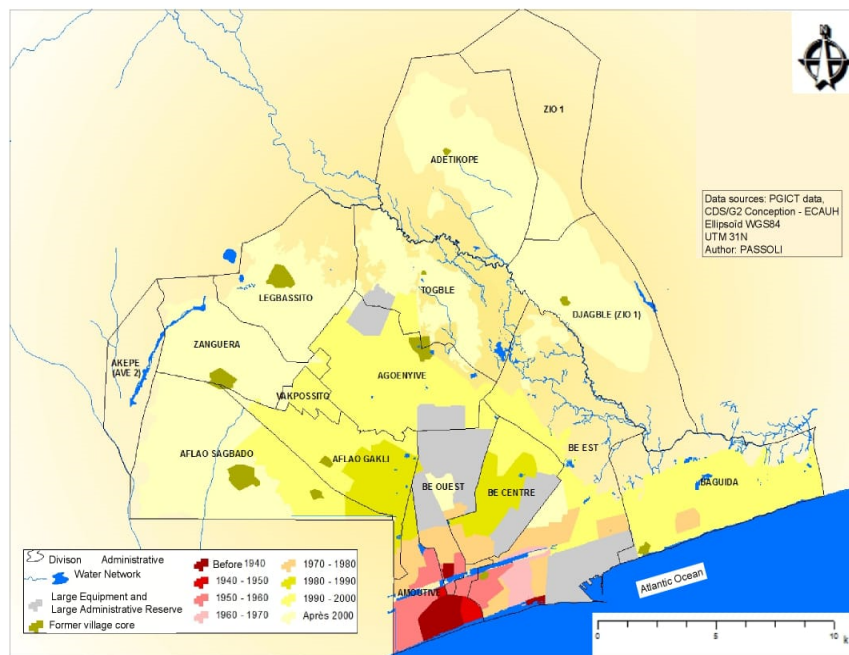 N
ZIO 1
ADETIKOPE
Data sources: PGICT data,
CDS/G2 Conception - ECAUH
Ellipsoïd WGS84
UTM 31N
Author: PASSOLI
LEGBASSITO
TOGBLE
DJAGBLE (ZIO 1)
ZANGUERA
AKEPE
(AVE 2)
AGOENYIVE
VAKPOSSITO
AFLAO SAGBADO
AFLAO GAKLI
BE EST
BE OUEST
BE CENTRE
BAGUIDA
AMOUTIVE
Atlantic Ocean
Divison Administrative
Water Network
Large Equipment and
Large Administrative Reserve
Former village core
Before 1940
1940 - 1950
1950 - 1960
1960 - 1970
1970 - 1980
1980 - 1990
1990 - 2000
Après 2000
0 5 10
k